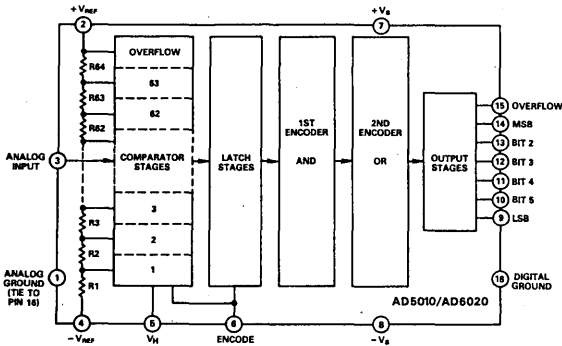 +VREF
2
+VS
7
R64
R63
R62
R3
R2
R1
OVERFLOW
63
62
COMPARATOR
STAGES
3
2
1
LATCH
STAGES
1ST
ENCODER
AND
2ND
ENCODER
OR
OUTPUT
STAGES
15 OVERFLOW
14 MSB
13 BIT 2
12 BIT 3
11 BIT 4
10 BIT 5
9 LSB
ANALOG
INPUT
3
ANALOG
GROUND
(TIE TO
PIN 16)
1
16
DIGITAL
GROUND
AD5010/AD6020
4
-VREF
5
VH
6
ENCODE
8
-VS